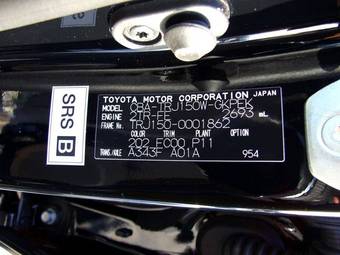 SRS
B
TOYOTA MOTOR CORPORATION JAPAN
MODEL CBA-TRJ150W-GKPEK
ENGINE 2TR-FE 2693 mL
FRAME No. TRJ150-0001862
COLOR TRIM PLANT
202 FC00 P11
TRANS./AXLE A343F A01A 954